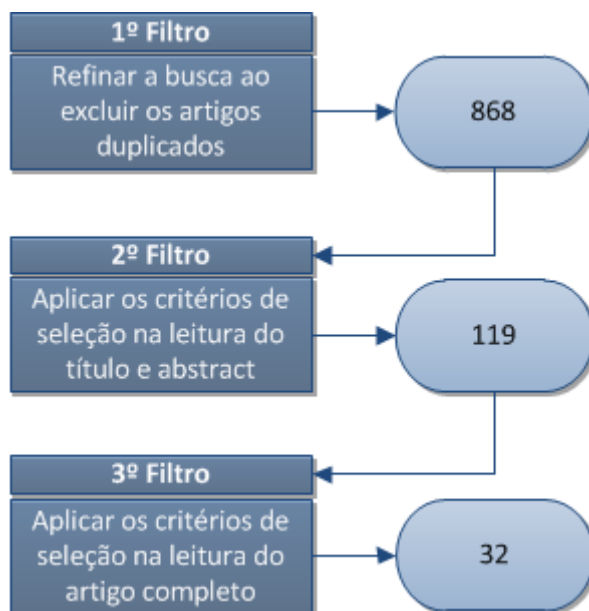 1º Filtro
Refinar a busca ao
excluir os artigos
duplicados
868
2º Filtro
Aplicar os critérios de
seleção na leitura do
título e abstract
119
3º Filtro
Aplicar os critérios de
seleção na leitura do
artigo completo
32